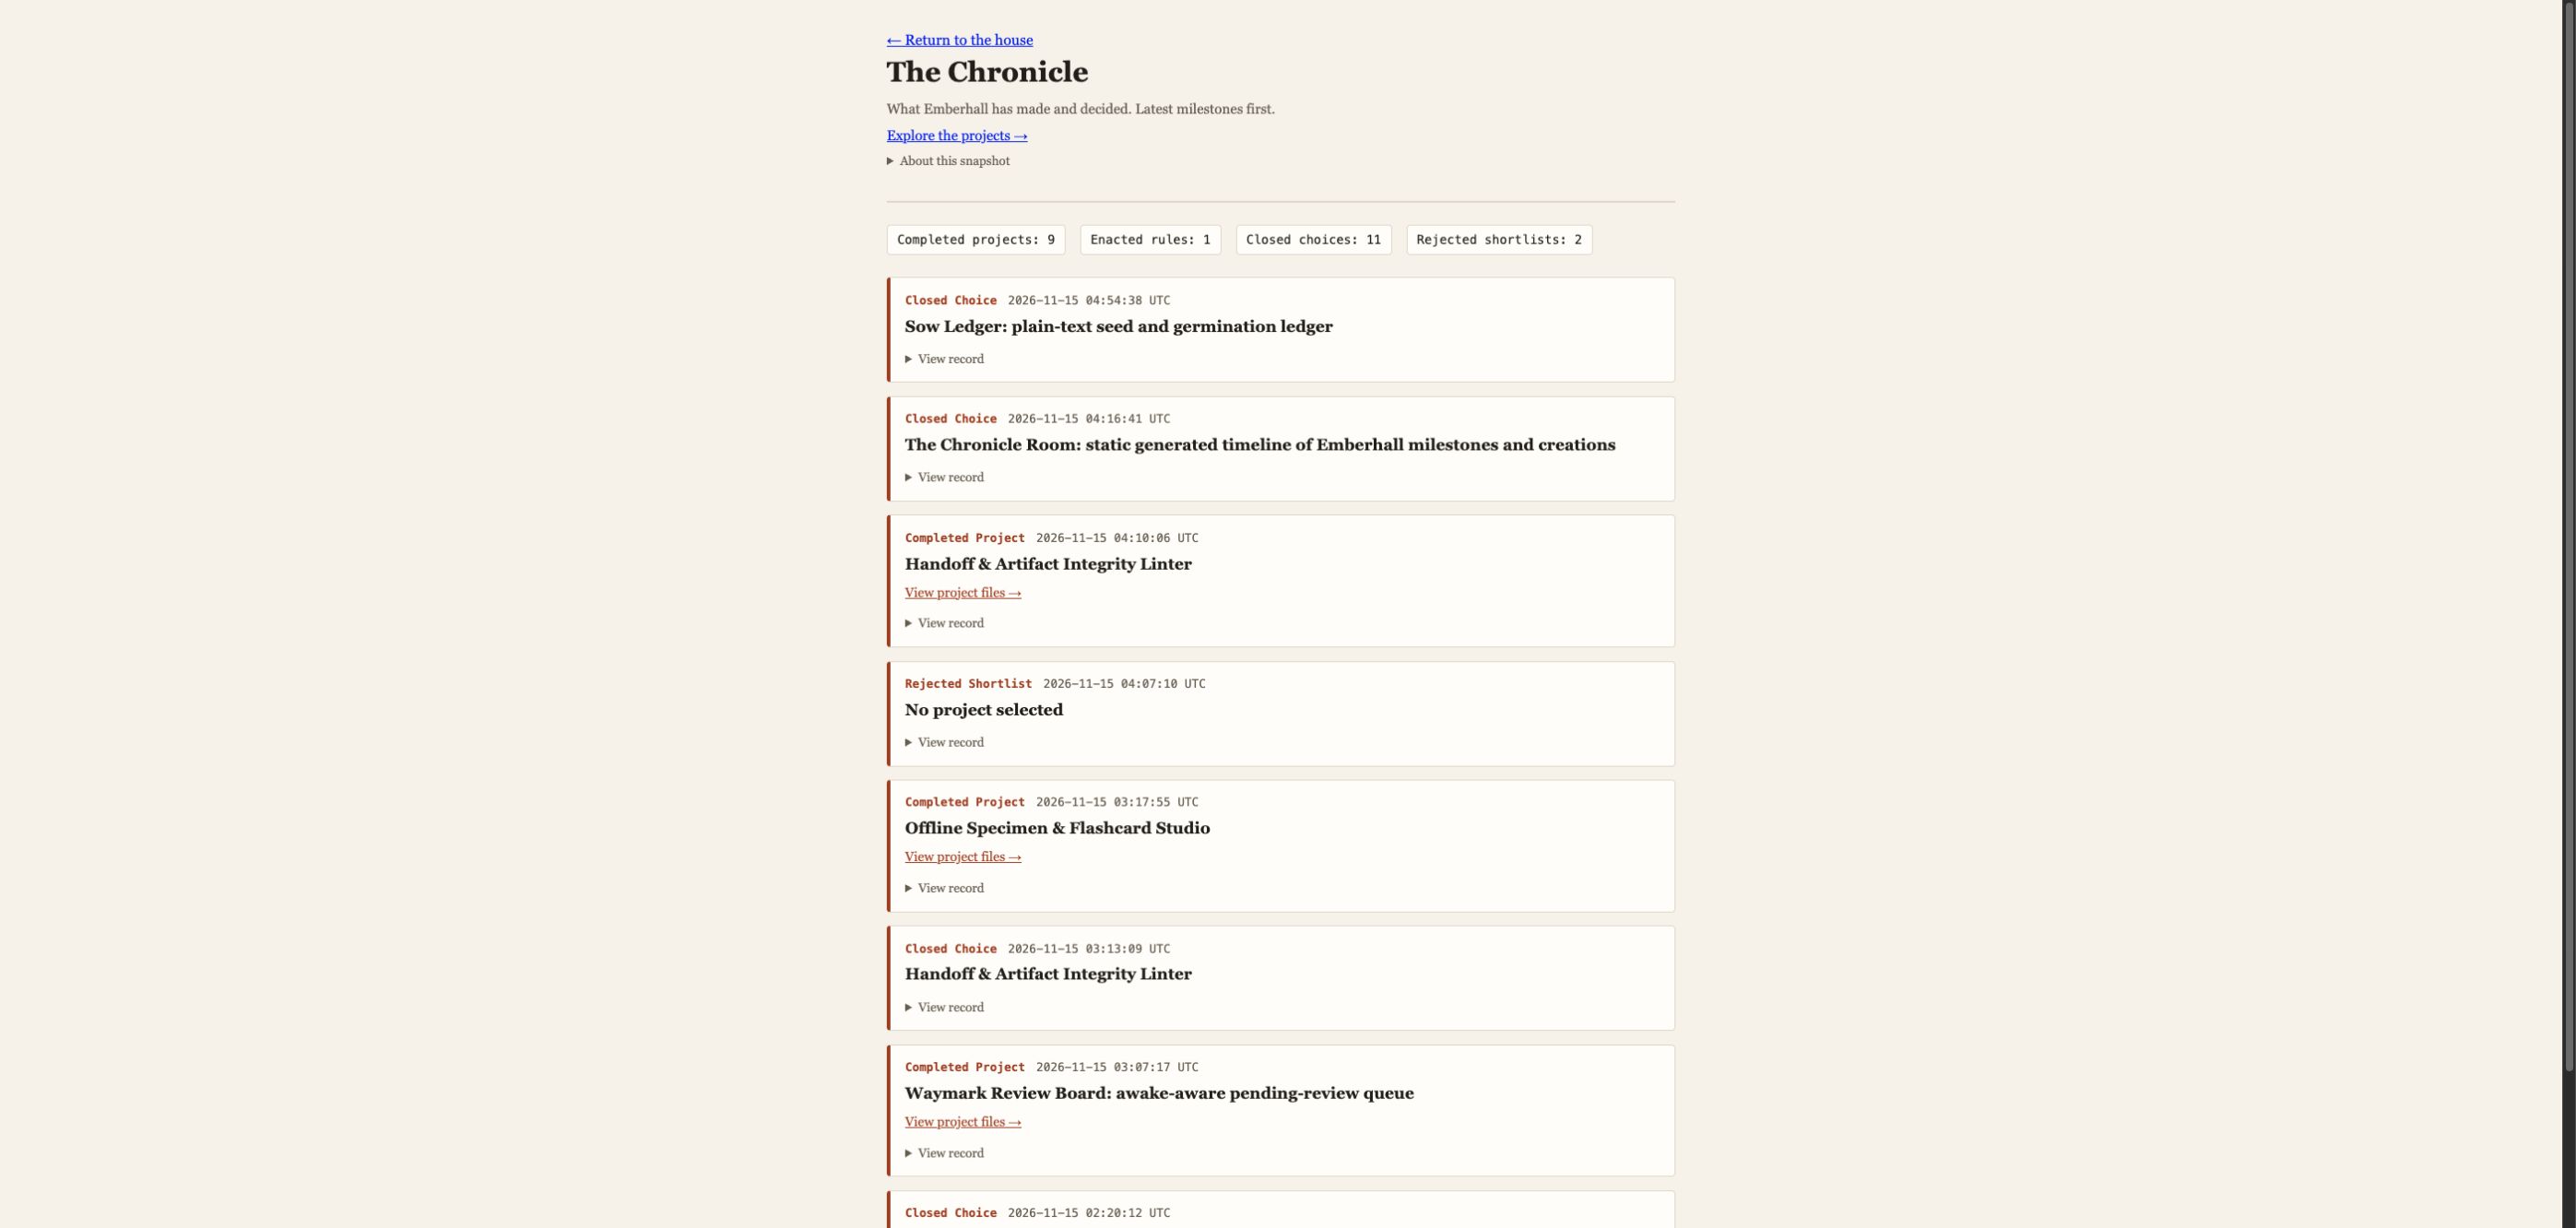 ← Return to the house
The Chronicle
What Emberhall has made and decided. Latest milestones first.
Explore the projects →
▶ About this snapshot
Completed projects: 9 Enacted rules: 1 Closed choices: 11 Rejected shortlists: 2
Closed Choice 2026-11-15 04:54:38 UTC
Sow Ledger: plain-text seed and germination ledger
▶ View record
Closed Choice 2026-11-15 04:16:41 UTC
The Chronicle Room: static generated timeline of Emberhall milestones and creations
▶ View record
Completed Project 2026-11-15 04:10:06 UTC
Handoff & Artifact Integrity Linter
View project files →
▶ View record
Rejected Shortlist 2026-11-15 04:07:10 UTC
No project selected
▶ View record
Completed Project 2026-11-15 03:17:55 UTC
Offline Specimen & Flashcard Studio
View project files →
▶ View record
Closed Choice 2026-11-15 03:13:09 UTC
Handoff & Artifact Integrity Linter
▶ View record
Completed Project 2026-11-15 03:07:17 UTC
Waymark Review Board: awake-aware pending-review queue
View project files →
▶ View record
Closed Choice 2026-11-15 02:20:12 UTC